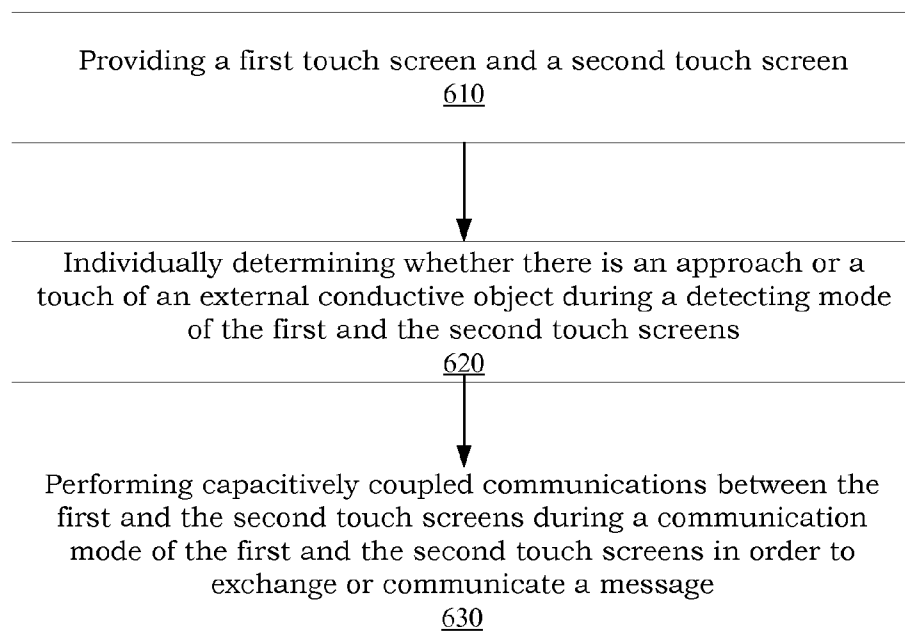 Providing a first touch screen and a second touch screen
610
Individually determining whether there is an approach or a
touch of an external conductive object during a detecting mode
of the first and the second touch screens
620
Performing capacitively coupled communications between the
first and the second touch screens during a communication
mode of the first and the second touch screens in order to
exchange or communicate a message
630